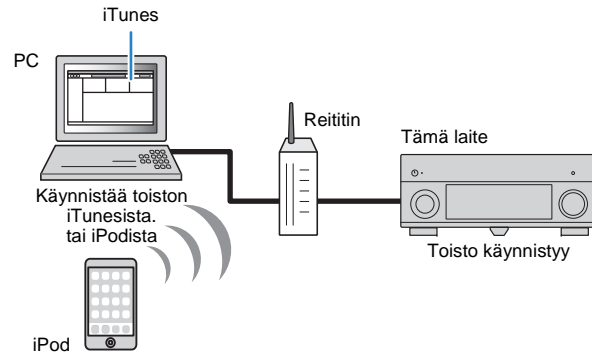 iTunes
PC
Reititin
Tämä laite
Käynnistää toiston
iTunesista.
tai iPodista
Toisto käynnistyy
iPod